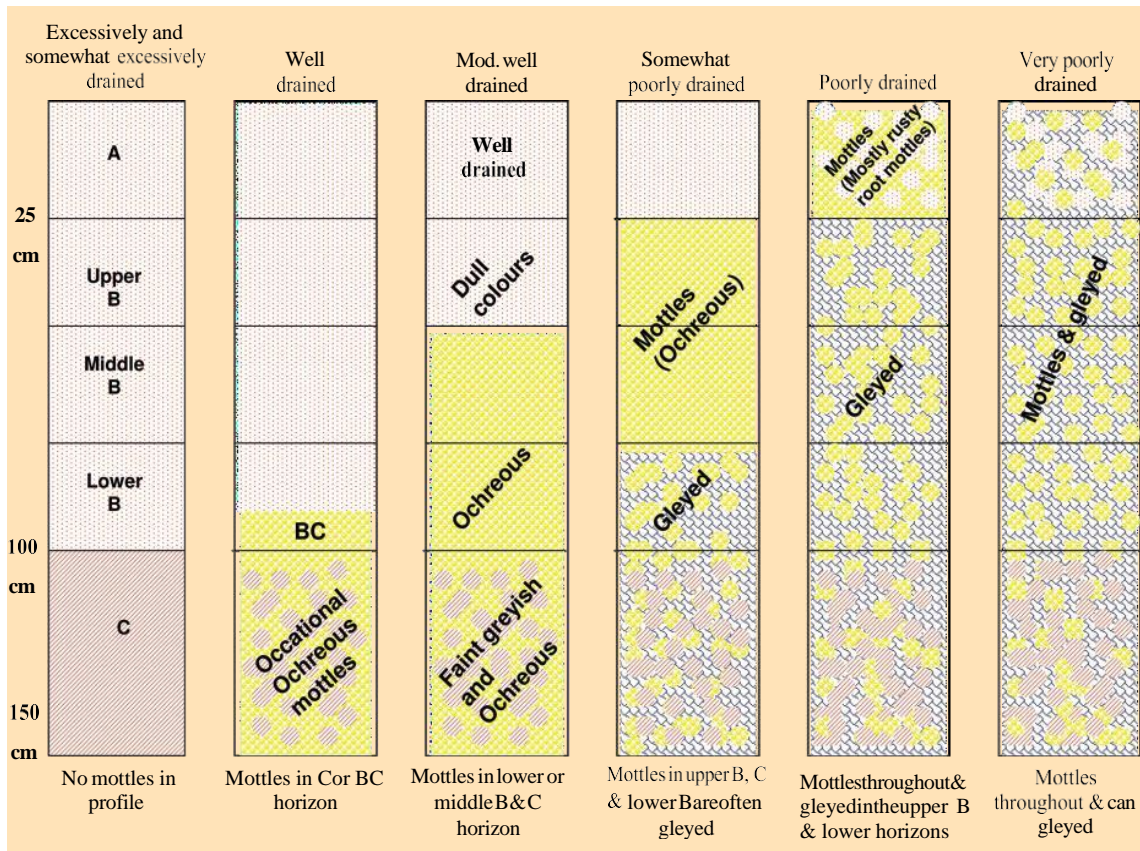 Excessively and
somewhat excessively
drained
Well
drained
Mod. well
drained
Somewhat
poorly drained
Poorly drained
Very poorly
drained
A
25
cm
Upper
B
Middle
B
Lower
B
100
cm
C
150
cm
BC
Occational
Ochreous
mottles
Well
drained
Dull
colours
Ochreous
Faint greyish
and
Ochreous
Mottles
(Ochreous)
Gleyed
Mottles
(Mostly rusty
root mottles)
Gleyed
Mottles & gleyed
No mottles in
profile
Mottles in Cor BC
horizon
Mottles in lower or
middle B & C
horizon
Mottles in upper B, C
& lower Bareoften
gleyed
Mottlesthroughout&
gleyedintheupper B
& lower horizons
Mottles
throughout & can
gleyed